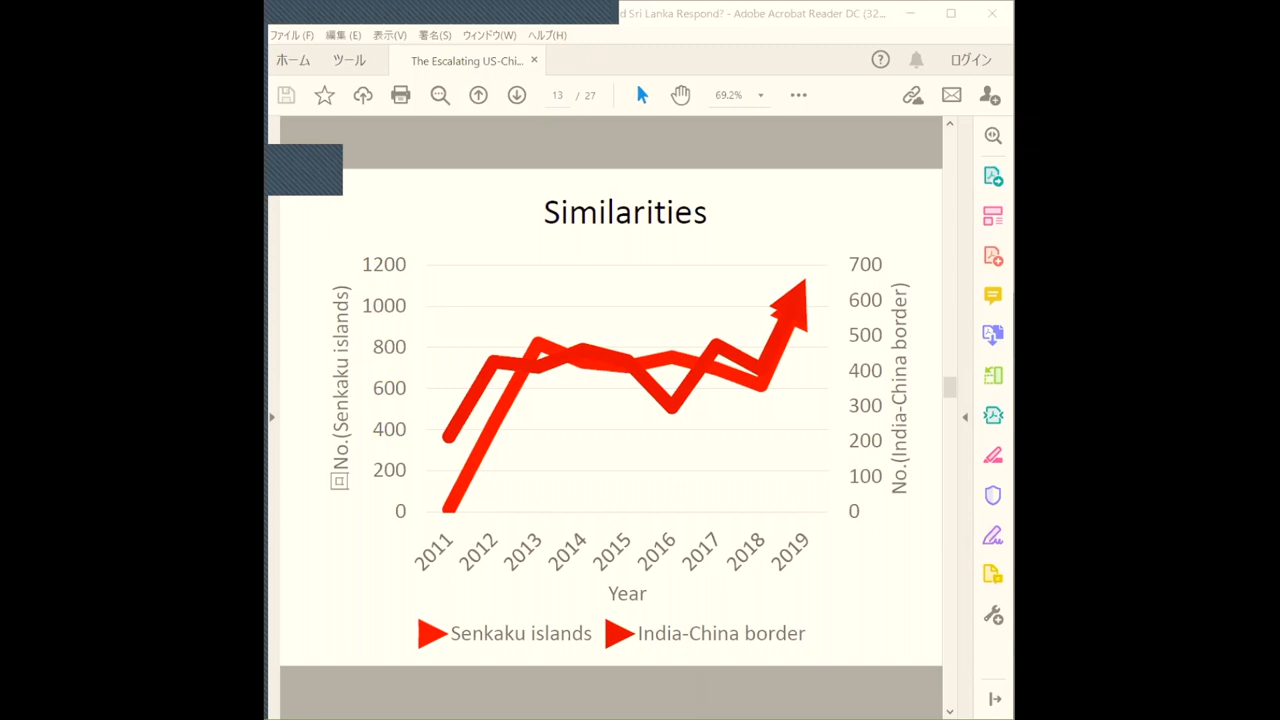 d Sri Lanka Respond? - Adobe Acrobat Reader DC (32...
ファイル(F) 編集(E) 表示(V) 署名(S) ウィンドウ(W) ヘルプ(H)
ホーム ツール The Escalating US-Chi... × ログイン
13 / 27 69.2%
Similarities
1200
1000
800
600
400
200
0
回No.(Senkaku islands)
700
600
500
400
300
200
100
0
No.(India-China border)
2011 2012 2013 2014 2015 2016 2017 2018 2019
Year
Senkaku islands India-China border